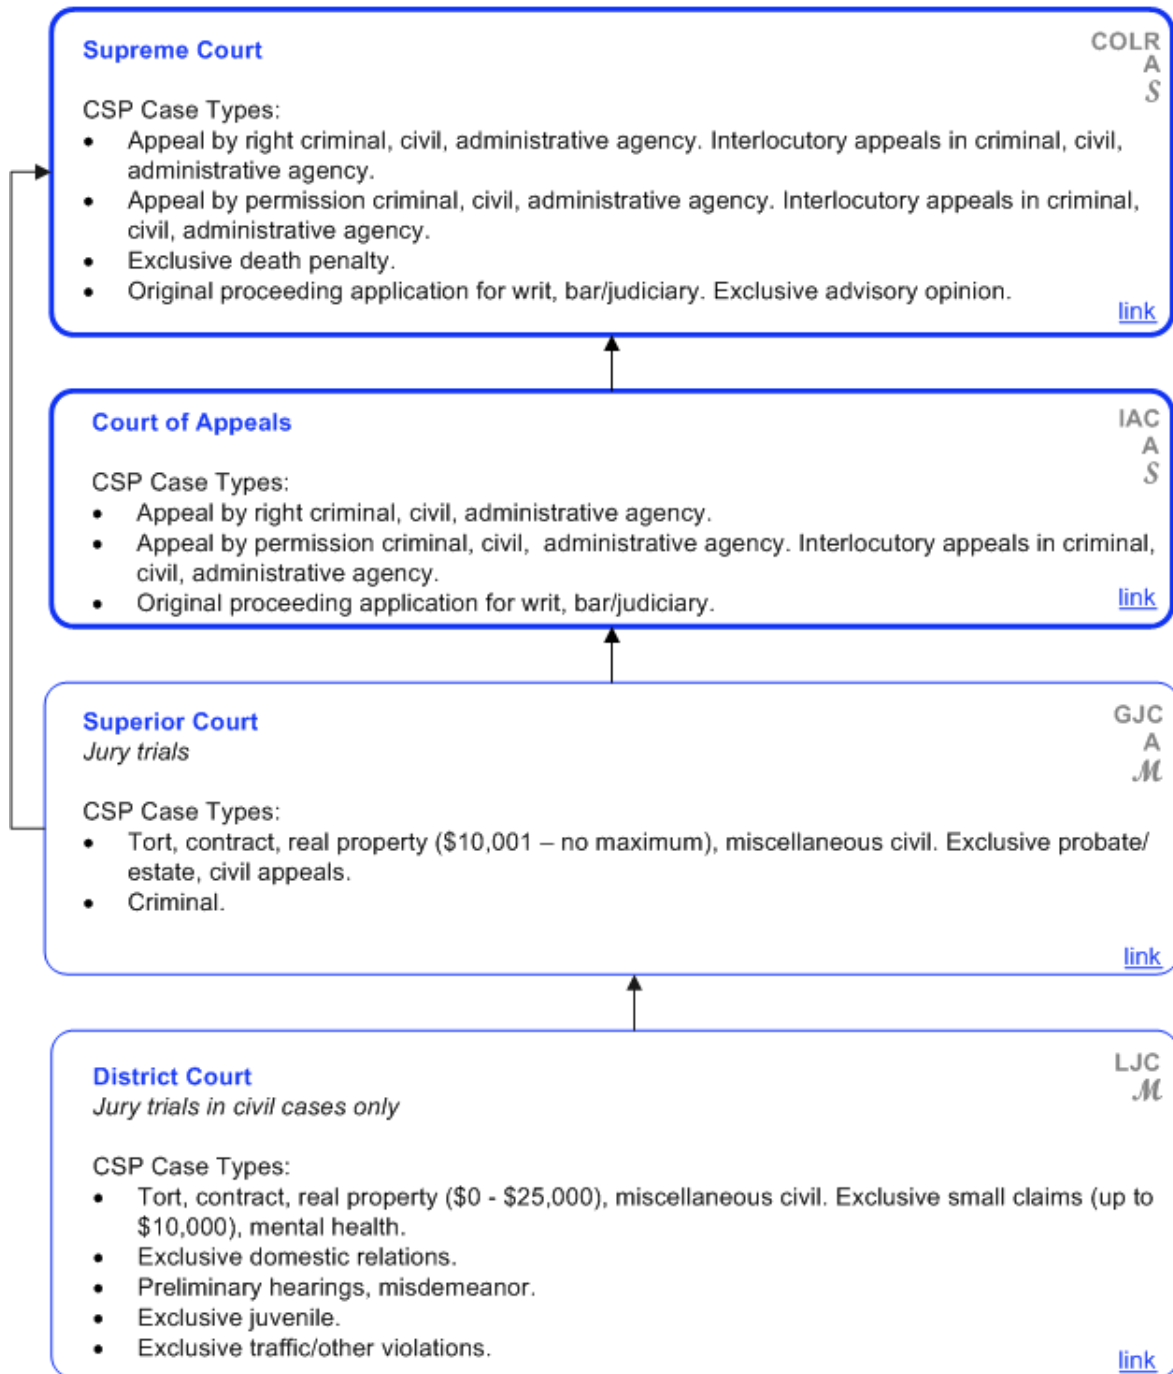 Supreme Court
COLR
A
S
CSP Case Types:
• Appeal by right criminal, civil, administrative agency. Interlocutory appeals in criminal, civil,
administrative agency.
• Appeal by permission criminal, civil, administrative agency. Interlocutory appeals in criminal,
civil, administrative agency.
• Exclusive death penalty.
• Original proceeding application for writ, bar/judiciary. Exclusive advisory opinion.
link
Court of Appeals
IAC
A
S
CSP Case Types:
• Appeal by right criminal, civil, administrative agency.
• Appeal by permission criminal, civil, administrative agency. Interlocutory appeals in criminal,
civil, administrative agency.
• Original proceeding application for writ, bar/judiciary.
link
Superior Court
Jury trials
GJC
A
M
CSP Case Types:
• Tort, contract, real property ($10,001 – no maximum), miscellaneous civil. Exclusive probate/
estate, civil appeals.
• Criminal.
link
District Court
Jury trials in civil cases only
LJC
M
CSP Case Types:
• Tort, contract, real property ($0 - $25,000), miscellaneous civil. Exclusive small claims (up to
$10,000), mental health.
• Exclusive domestic relations.
• Preliminary hearings, misdemeanor.
• Exclusive juvenile.
• Exclusive traffic/other violations.
link